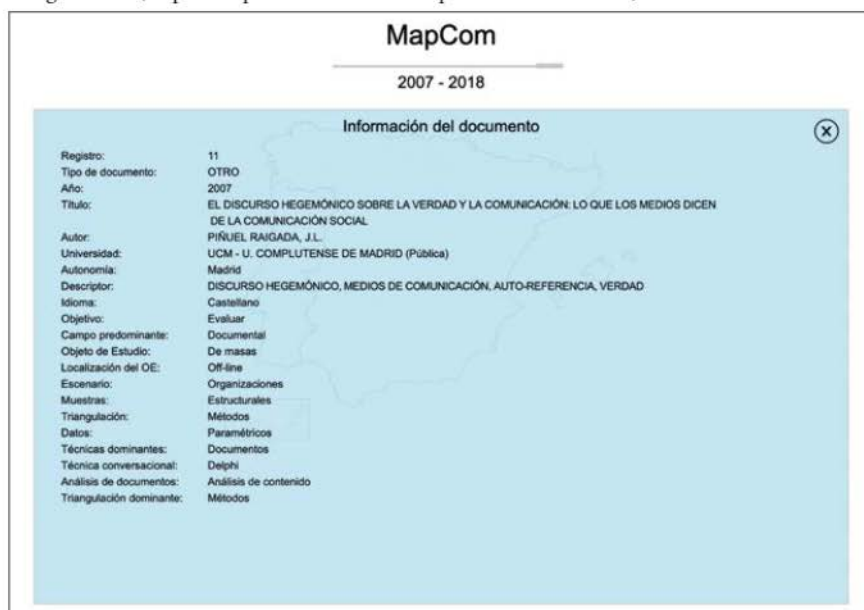 MapCom
2007 - 2018
Información del documento
Registro: 11
Tipo de documento: OTRO
Año: 2007
Título: EL DISCURSO HEGEMÓNICO SOBRE LA VERDAD Y LA COMUNICACIÓN: LO QUE LOS MEDIOS DICEN
DE LA COMUNICACIÓN SOCIAL
Autor: PIÑUEL RAIGADA, J.L.
Universidad: UCM - U. COMPLUTENSE DE MADRID (Pública)
Autonomía: Madrid
Descriptor: DISCURSO HEGEMÓNICO, MEDIOS DE COMUNICACIÓN, AUTO-REFERENCIA, VERDAD
Idioma: Castellano
Objetivo: Evaluar
Campo predominante: Documental
Objeto de Estudio: De masas
Localización del OE: Off-line
Escenario: Organizaciones
Muestras: Estructurales
Triangulación: Métodos
Datos: Paramétricos
Técnicas dominantes: Documentos
Técnica conversacional: Delphi
Análisis de documentos: Análisis de contenido
Triangulación dominante: Métodos